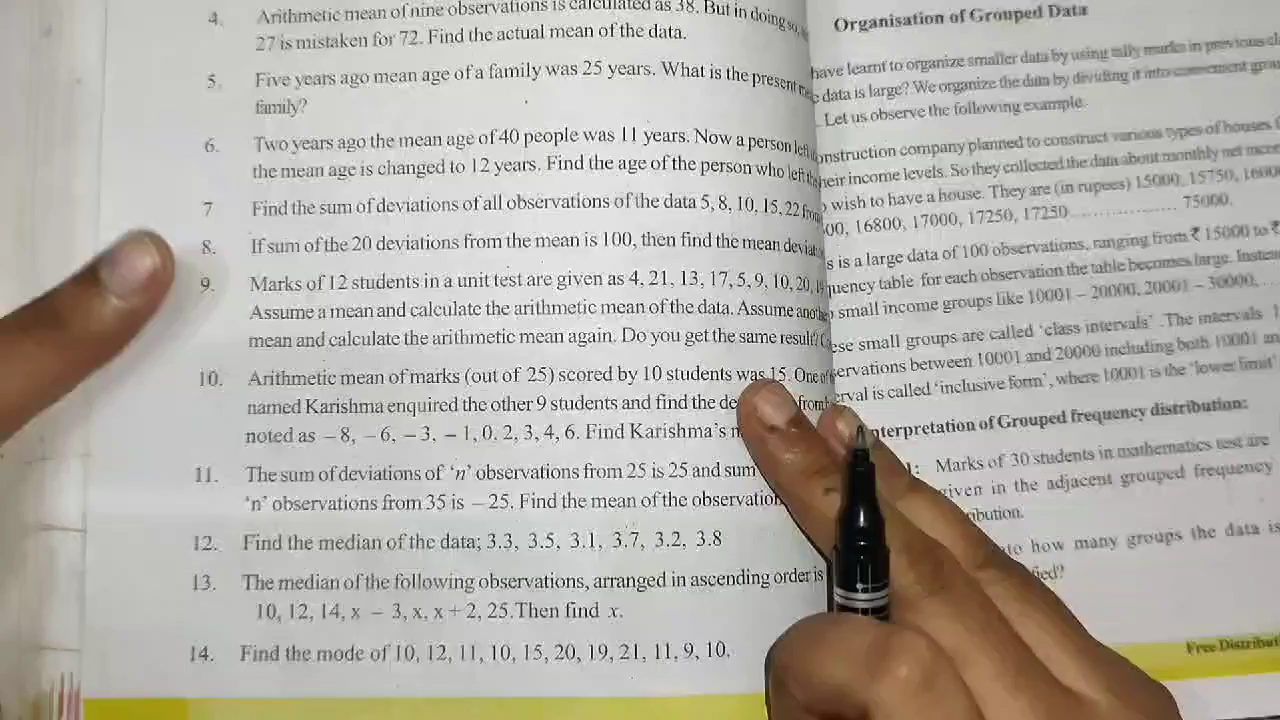 4. Arithmetic mean of nine observations is calculated as 38. But in doing so,
27 is mistaken for 72. Find the actual mean of the data.
5. Five years ago mean age of a family was 25 years. What is the present
family?
6. Two years ago the mean age of 40 people was 11 years. Now a person left
the mean age is changed to 12 years. Find the age of the person who left
7 Find the sum of deviations of all observations of the data 5, 8, 10, 15, 22
8. If sum of the 20 deviations from the mean is 100, then find the mean
9. Marks of 12 students in a unit test are given as 4, 21, 13, 17, 5, 9, 10, 20,
Assume a mean and calculate the arithmetic mean of the data. Assume
mean and calculate the arithmetic mean again. Do you get the same result?
10. Arithmetic mean of marks (out of 25) scored by 10 students was 15. One of
named Karishma enquired the other 9 students and find the from
noted as −8, −6, −3, −1, 0. 2, 3, 4, 6. Find Karishma's
11. The sum of deviations of 'n' observations from 25 is 25 and sum
'n' observations from 35 is −25. Find the mean of the
12. Find the median of the data; 3.3, 3.5, 3.1, 3.7, 3.2, 3.8
13. The median of the following observations, arranged in ascending order is
10, 12, 14, x − 3, x, x + 2, 25. Then find x.
14. Find the mode of 10, 12, 11, 10, 15, 20, 19, 21, 11, 9, 10.
Organisation of Grouped Data
have learnt to organize smaller data by using tally marks in previous
data is large? We organize the data by dividing it into convenient
Let us observe the following example.
construction company planned to construct various types of houses
their income levels. So they collected the data about monthly net
wish to have a house. They are (in rupees) 15000, 15750,
16800, 17000, 17250, 17250 .................. 75000.
is a large data of 100 observations, ranging from ₹ 15000 to ₹
table for each observation the table becomes large. Instead
small income groups like 10001 – 20000, 20001 – 30000,
small groups are called 'class intervals'. The intervals
between 10001 and 20000 including both 10001
is called 'inclusive form', where 10001 is the 'lower limit'
Interpretation of Grouped frequency distribution:
1: Marks of 30 students in mathematics test are
given in the adjacent grouped frequency
how many groups the data is
Free